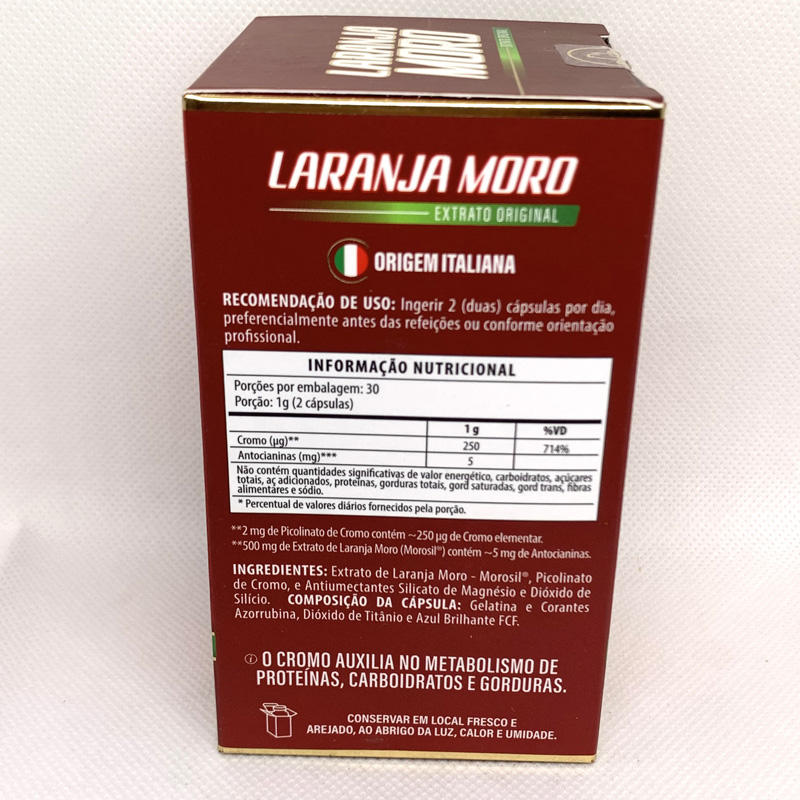 LARANJA
MORO
LARANJA MORO
EXTRATO ORIGINAL
ORIGEM ITALIANA
RECOMENDAÇÃO DE USO: Ingerir 2 (duas) cápsulas por dia,
preferencialmente antes das refeições ou conforme orientação
profissional.
INFORMAÇÃO NUTRICIONAL
Porções por embalagem: 30
Porção: 1g (2 cápsulas)
1 g %VD
Cromo (µg)** 250 714%
Antocianinas (mg)*** 5
Não contém quantidades significativas de valor energético, carboidratos, açúcares
totais, aç adicionados, proteínas, gorduras totais, gord saturadas, gord trans, fibras
alimentares e sódio.
* Percentual de valores diários fornecidos pela porção.
**2 mg de Picolinato de Cromo contém ~250 µg de Cromo elementar.
**500 mg de Extrato de Laranja Moro (Morosil®) contém ~5 mg de Antocianinas.
INGREDIENTES: Extrato de Laranja Moro - Morosil®, Picolinato
de Cromo, e Antiumectantes Silicato de Magnésio e Dióxido de
Silício. COMPOSIÇÃO DA CÁPSULA: Gelatina e Corantes
Azorrubina, Dióxido de Titânio e Azul Brilhante FCF.
O CROMO AUXILIA NO METABOLISMO DE
PROTEÍNAS, CARBOIDRATOS E GORDURAS.
CONSERVAR EM LOCAL FRESCO E
AREJADO, AO ABRIGO DA LUZ, CALOR E UMIDADE.